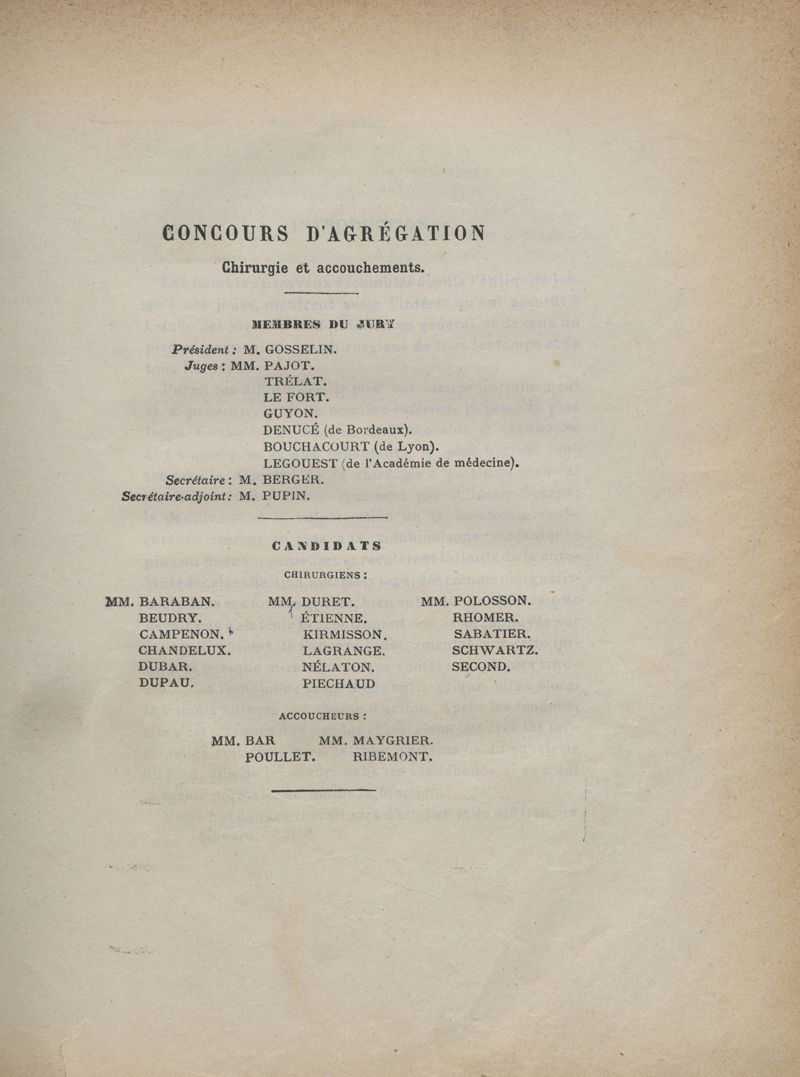 CONCOURS D'AGRÉGATION
Chirurgie et accouchements.
MEMBRES DU JURY
Président : M. GOSSELIN.
Juges : MM. PAJOT.
TRÉLAT.
LE FORT.
GUYON.
DENUCÉ (de Bordeaux).
BOUCHACOURT (de Lyon).
LEGOUEST (de l'Académie de médecine).
Secrétaire : M. BERGER.
Secrétaire-adjoint : M. PUPIN.
CANDIDATS
CHIRURGIENS :
MM. BARABAN. MM. DURET. MM. POLOSSON.
BEUDRY. ÉTIENNE. RHOMER.
CAMPENON. KIRMISSON. SABATIER.
CHANDELUX. LAGRANGE. SCHWARTZ.
DUBAR. NÉLATON. SECOND.
DUPAU. PIECHAUD
ACCOUCHEURS :
MM. BAR MM. MAYGRIER.
POULLET. RIBEMONT.